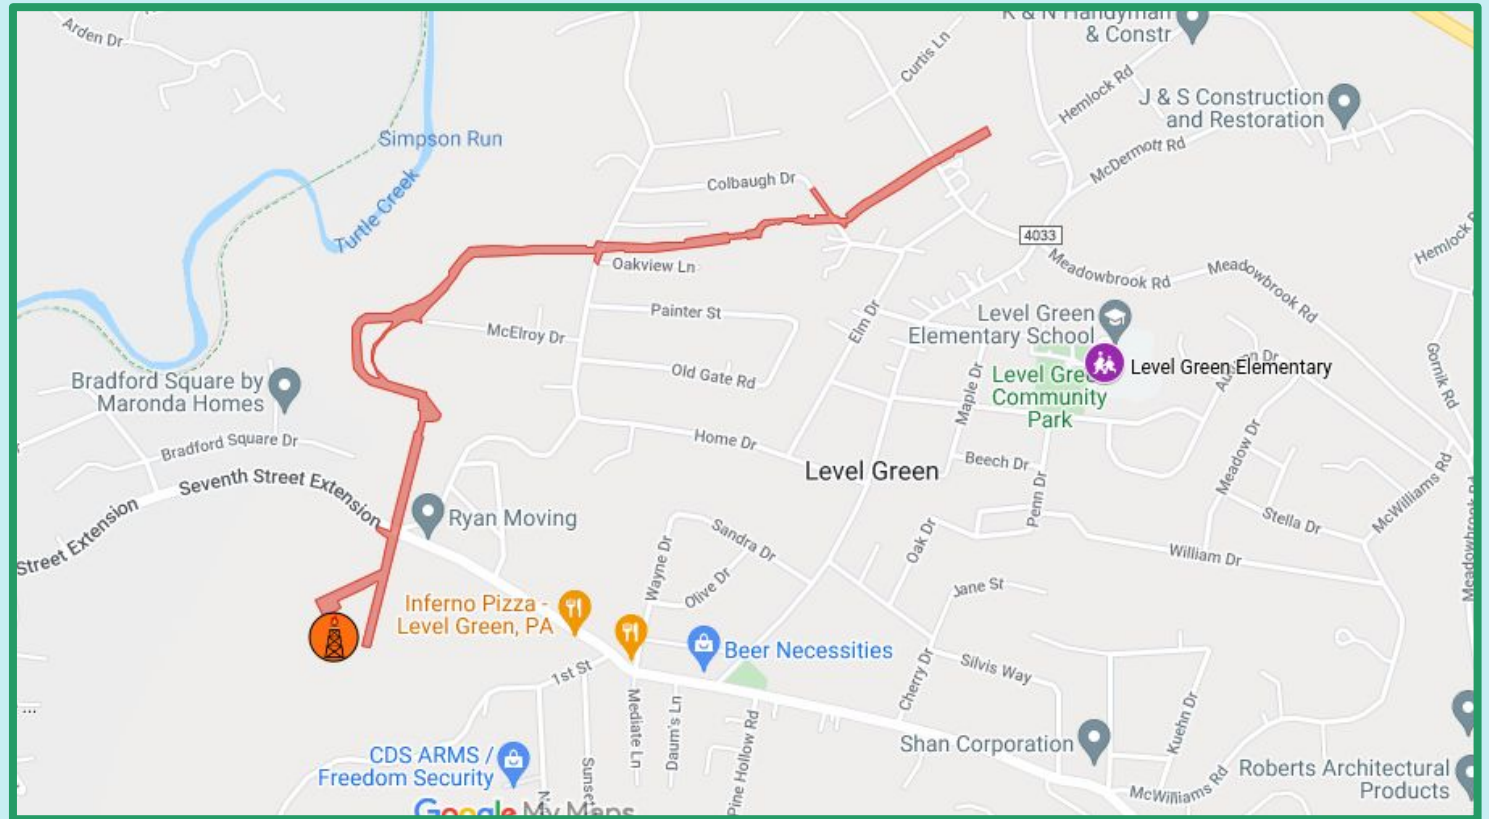 Arden Dr
Curtis Ln
K & N Handyman
& Constr
Hemlock Rd
J & S Construction
and Restoration
Simpson Run
McDermott Rd
Colbaugh Dr
Turtle Creek
4033
Hemlock R
Oakview Ln
Meadowbrook Rd
Meadowbrook Rd
Painter St
Level Green
Elementary School
McElroy Dr
Elm Dr
Level Green Elementary
Old Gate Rd
Level Gree
Community
Park
Maple Dr
Gornik Rd
Bradford Square by
Maronda Homes
Bradford Square Dr
Home Dr
Level Green
Beech Dr
Meadow Dr
McWilliams Rd
Seventh Street Extension
Penn Dr
Street Extension
Ryan Moving
Sandra Dr
Stella Dr
Oak Dr
Wayne Dr
William Dr
Meadowbrook Rd
Olive Dr
Jane St
Inferno Pizza -
Level Green, PA
Beer Necessities
1st St
Silvis Way
Cherry Dr
Mediate Ln
Daum's Ln
Kuehn Dr
...
Pine Hollow Rd
Shan Corporation
CDS ARMS /
Freedom Security
Sunset
McWilliams Rd
Roberts Architectural
Products
Google My Maps